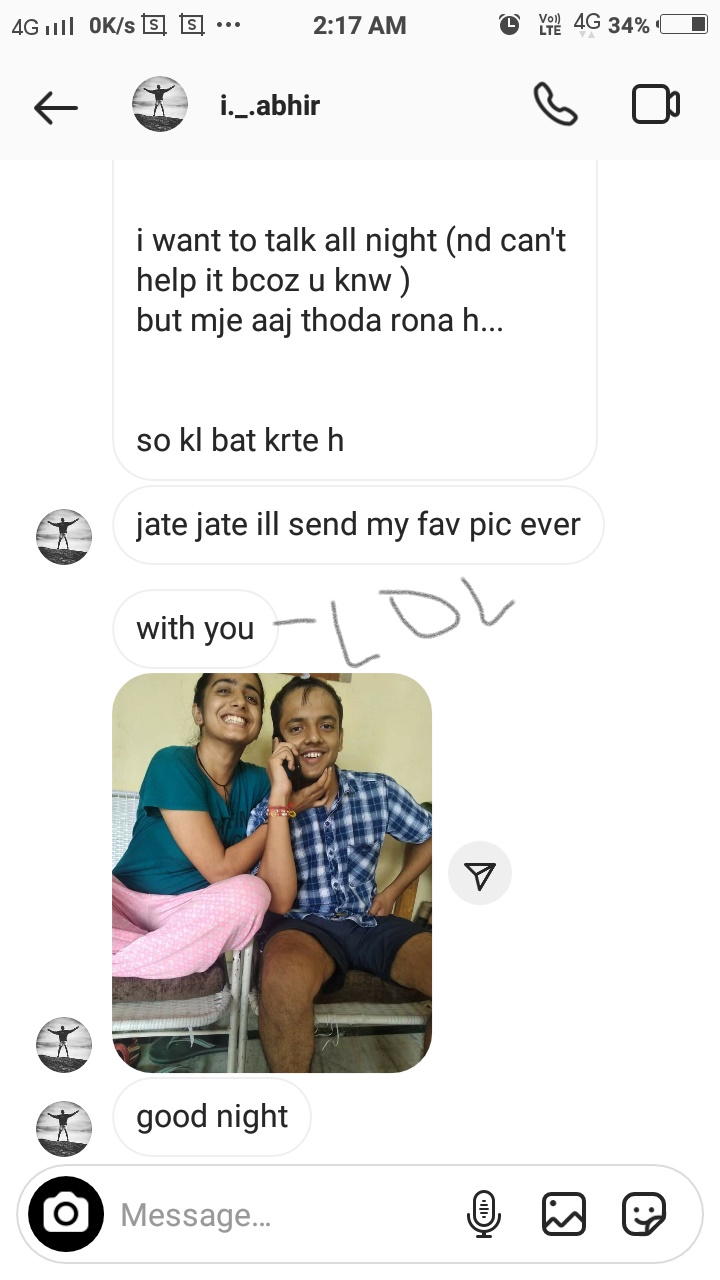 4G 0K/s S S ... 2:17 AM Vo)) LTE 4G 34%
i._.abhir
i want to talk all night (nd can't
help it bcoz u knw )
but mje aaj thoda rona h...
so kl bat krte h
jate jate ill send my fav pic ever
with you
-LOL
good night
Message...